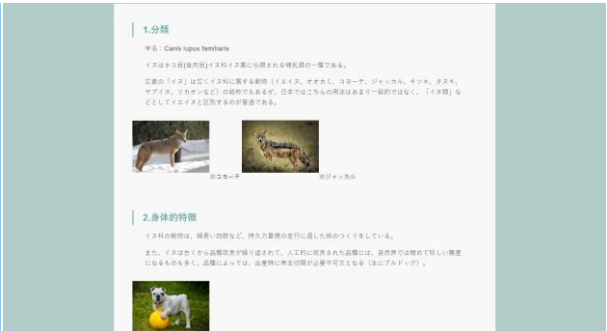 1.分類
学名：Canis lupus familiaris
イヌはネコ目(食肉目)イヌ科イヌ属に分類される哺乳類の一種である。
広義の「イヌ」は広くイヌ科に属する動物（イエイヌ、オオカミ、コヨーテ、ジャッカル、キツネ、タヌキ、
ヤブイヌ、リカオンなど）の総称でもあるが、日本ではこちらの用法はあまり一般的ではなく、「イヌ類」な
どとしてイエイヌと区別するのが普通である。
※コヨーテ ※ジャッカル
2.身体的特徴
イヌ科の動物は、細長い四肢など、持久力重視の走行に適した体のつくりをしている。
また、イヌは古くから品種改良が繰り返されて、人工的に改良された品種には、自然界では極めて珍しい難産
になるものも多く、品種によっては、出産時に帝王切開が必要不可欠となる（主にブルドッグ）。